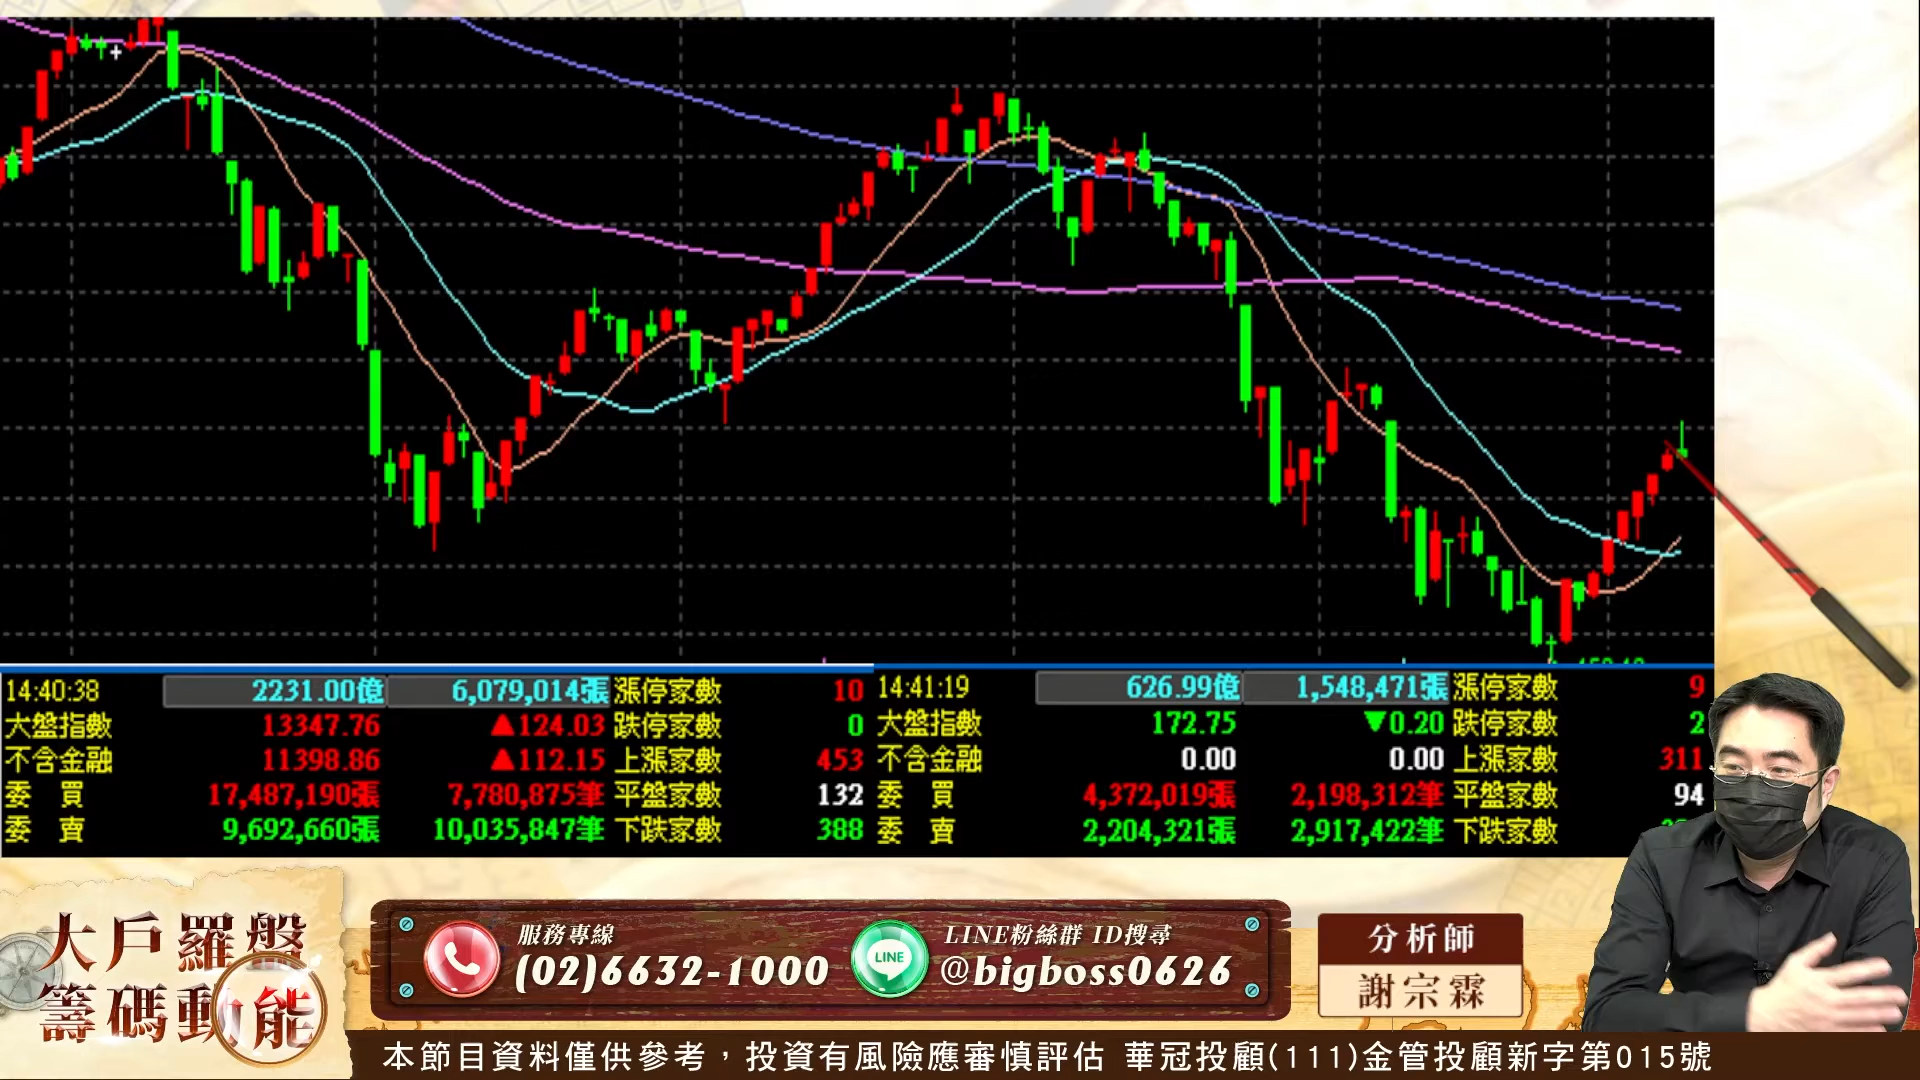 14:40:38 2231.00億 6,079,014張 漲停家數 10
大盤指數 13347.76 ▲124.03 跌停家數 0
不含金融 11398.86 ▲112.15 上漲家數 453
委 買 17,487,190張 7,780,875筆 平盤家數 132
委 賣 9,692,660張 10,035,847筆 下跌家數 388
14:41:19 626.99億 1,548,471張 漲停家數 9
大盤指數 172.75 ▼0.20 跌停家數 2
不含金融 0.00 0.00 上漲家數 311
委 買 4,372,019張 2,198,312筆 平盤家數 94
委 賣 2,204,321張 2,917,422筆 下跌家數
大戶羅盤
籌碼動能
服務專線
(02)6632-1000
LINE
LINE粉絲群 ID搜尋
@bigboss0626
分析師
謝宗霖
本節目資料僅供參考，投資有風險應審慎評估 華冠投顧(111)金管投顧新字第015號